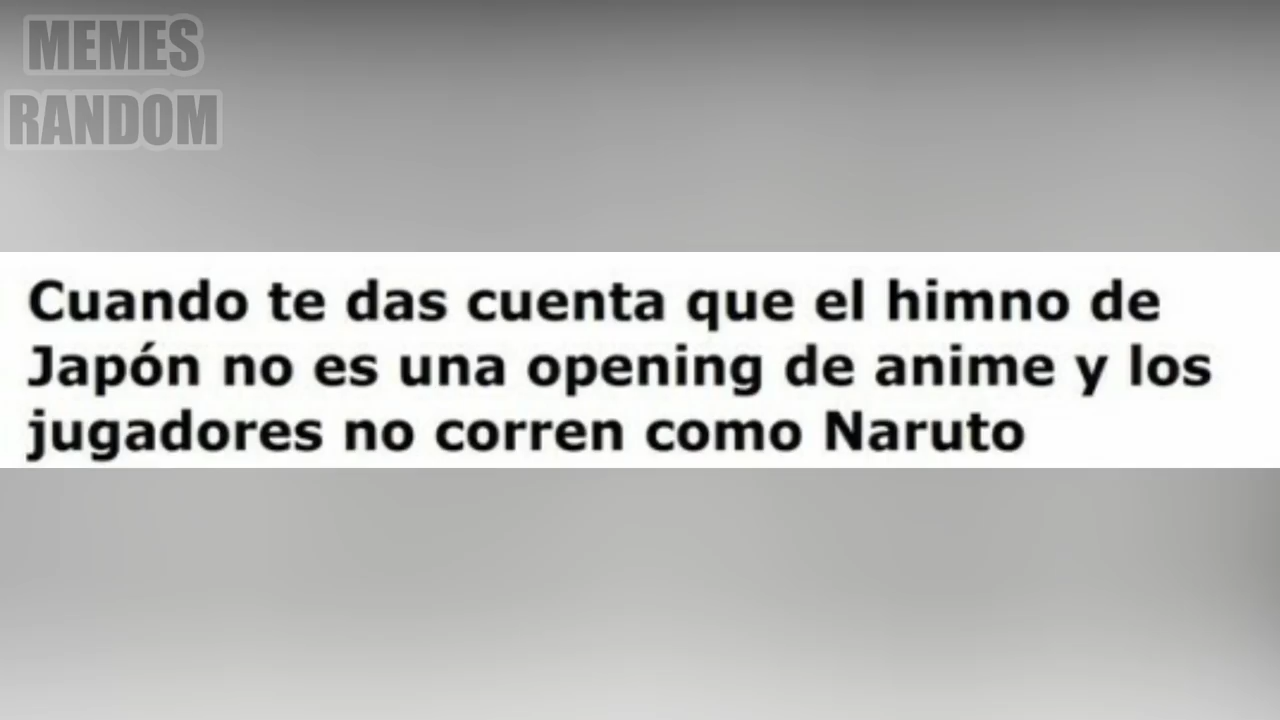 MEMES
RANDOM
Cuando te das cuenta que el himno de
Japón no es una opening de anime y los
jugadores no corren como Naruto